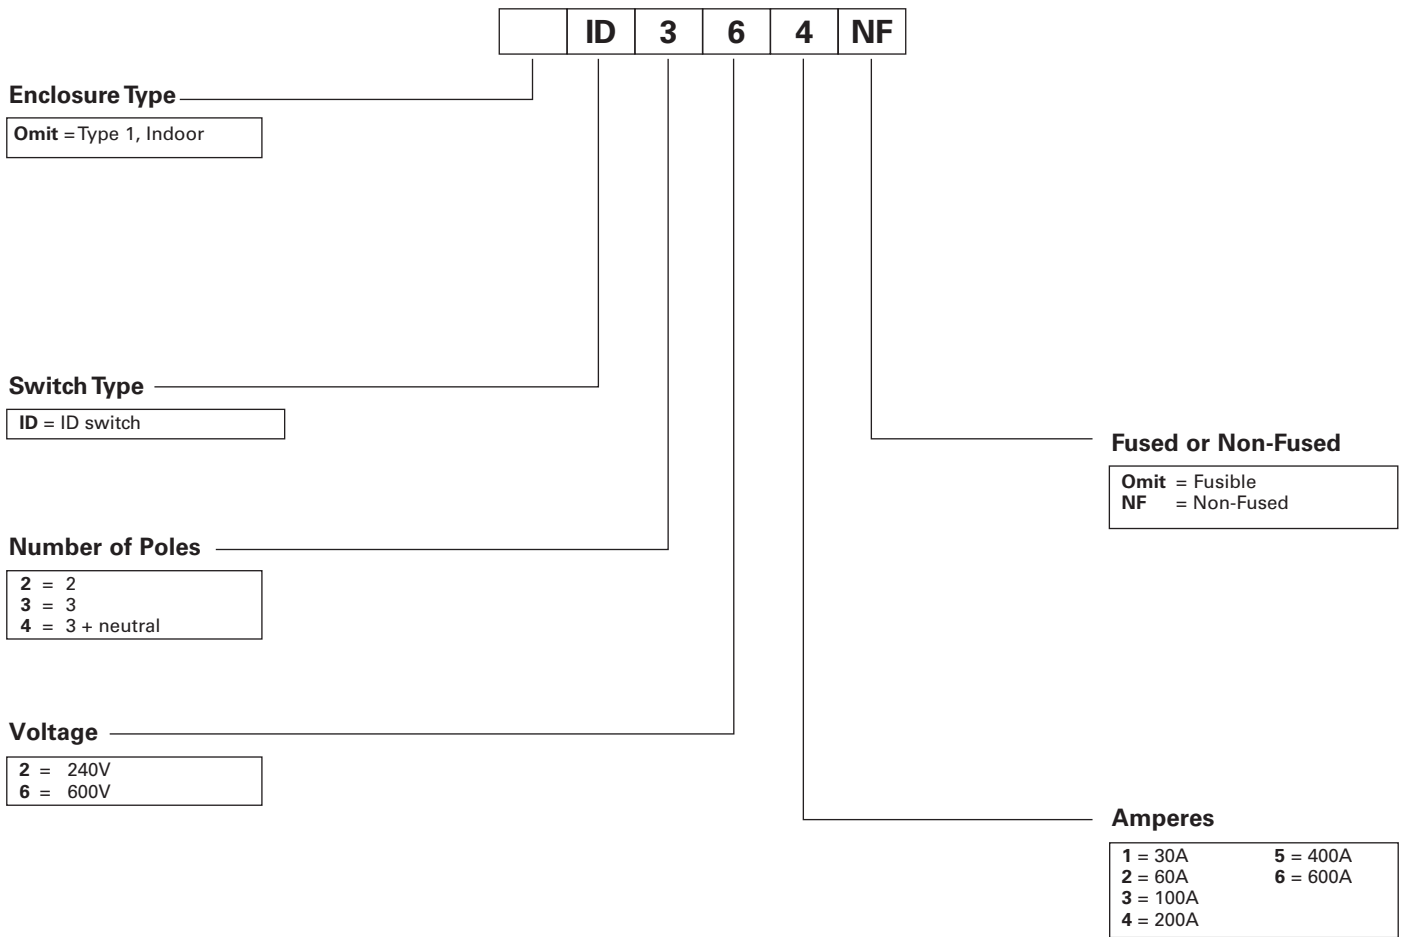 ID 3 6 4 NF
Enclosure Type
Omit = Type 1, Indoor
Switch Type
ID = ID switch
Fused or Non-Fused
Omit = Fusible
NF = Non-Fused
Number of Poles
2 = 2
3 = 3
4 = 3 + neutral
Voltage
2 = 240V
6 = 600V
Amperes
1 = 30A 5 = 400A
2 = 60A 6 = 600A
3 = 100A
4 = 200A